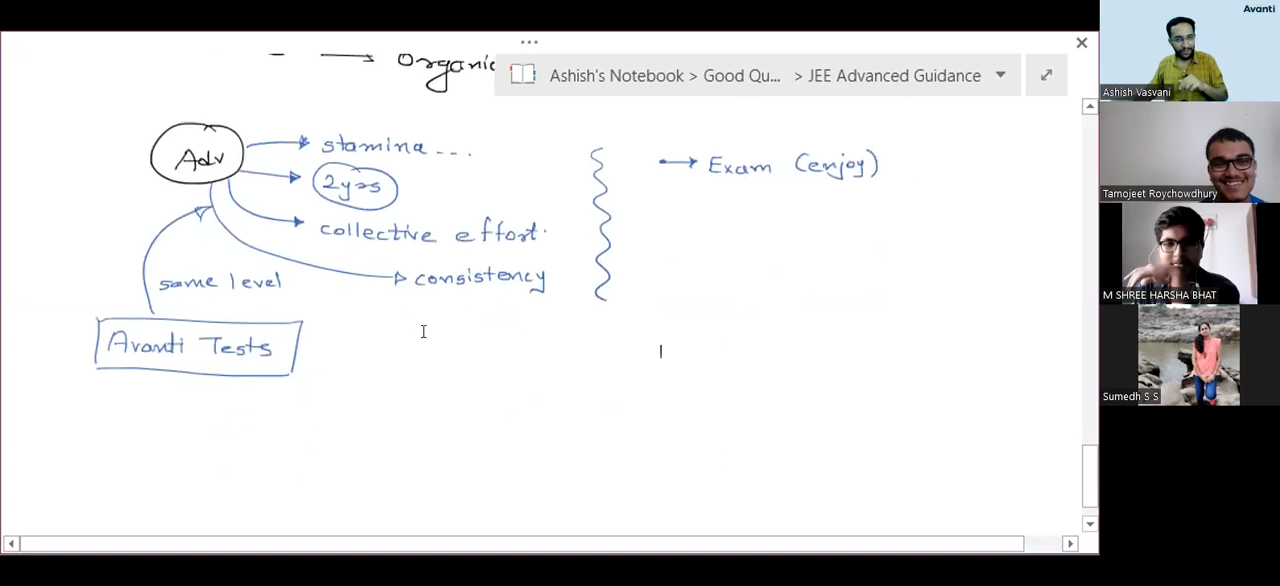 Avanti
...
→ Organic
Ashish's Notebook > Good Qu... > JEE Advanced Guidance
Adv
→ stamina ...
→ 2yrs
→ collective effort.
→ consistency
same level
Avanti Tests
→ Exam (enjoy)
Ashish Vasvani
Tamojeet Roychowdhury
M SHREE HARSHA BHAT
Sumedh S S